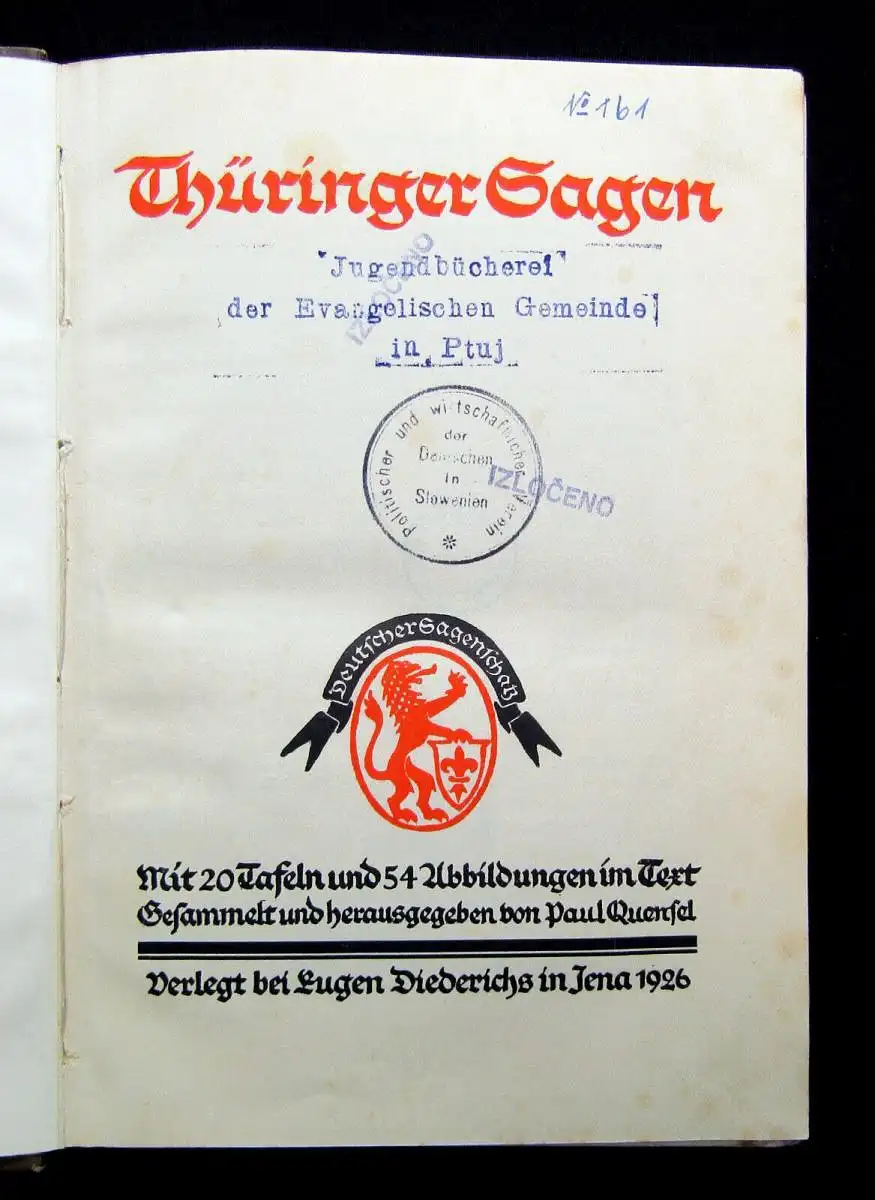 № 161
Thüringer Sagen
"Jugendbücherei"
der Evangelischen Gemeinde
in Ptuj
IZLOČENO
Politischer und wirtschaftlicher Verein
der
Deutschen
in
Slowenien
IZLOČENO
Deutscher Sagenschatz
Mit 20 Tafeln und 54 Abbildungen im Text
Gesammelt und herausgegeben von Paul Quensel
Verlegt bei Eugen Diederichs in Jena 1926